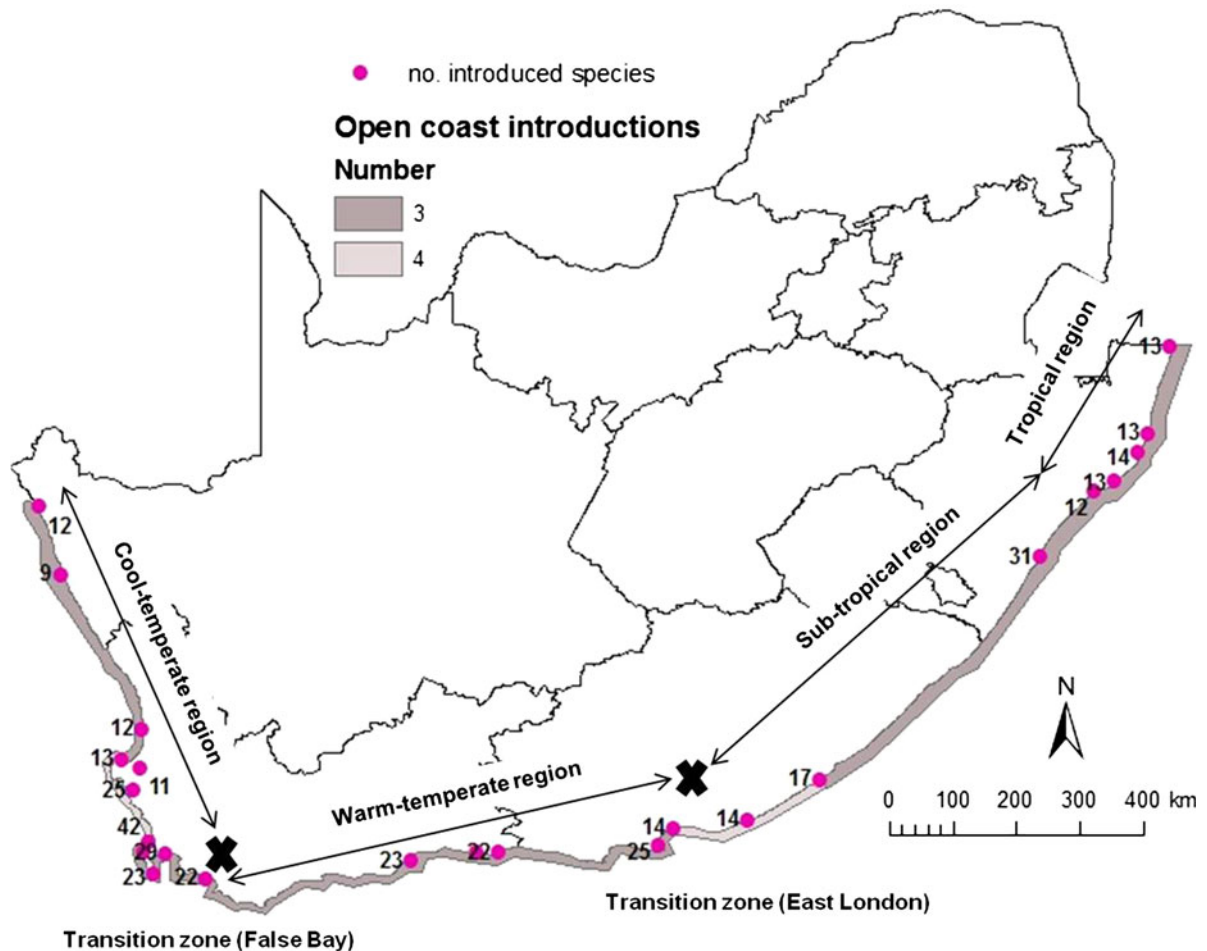 no. introduced species
Open coast introductions
Number
3
4
Tropical region
Sub-tropical region
Cool-temperate region
Warm-temperate region
13
13
14
13
12
31
12
9
12
13
11
25
42
29
23
22
23
22
25
14
14
17
N
0 100 200 300 400 km
Transition zone (East London)
Transition zone (False Bay)